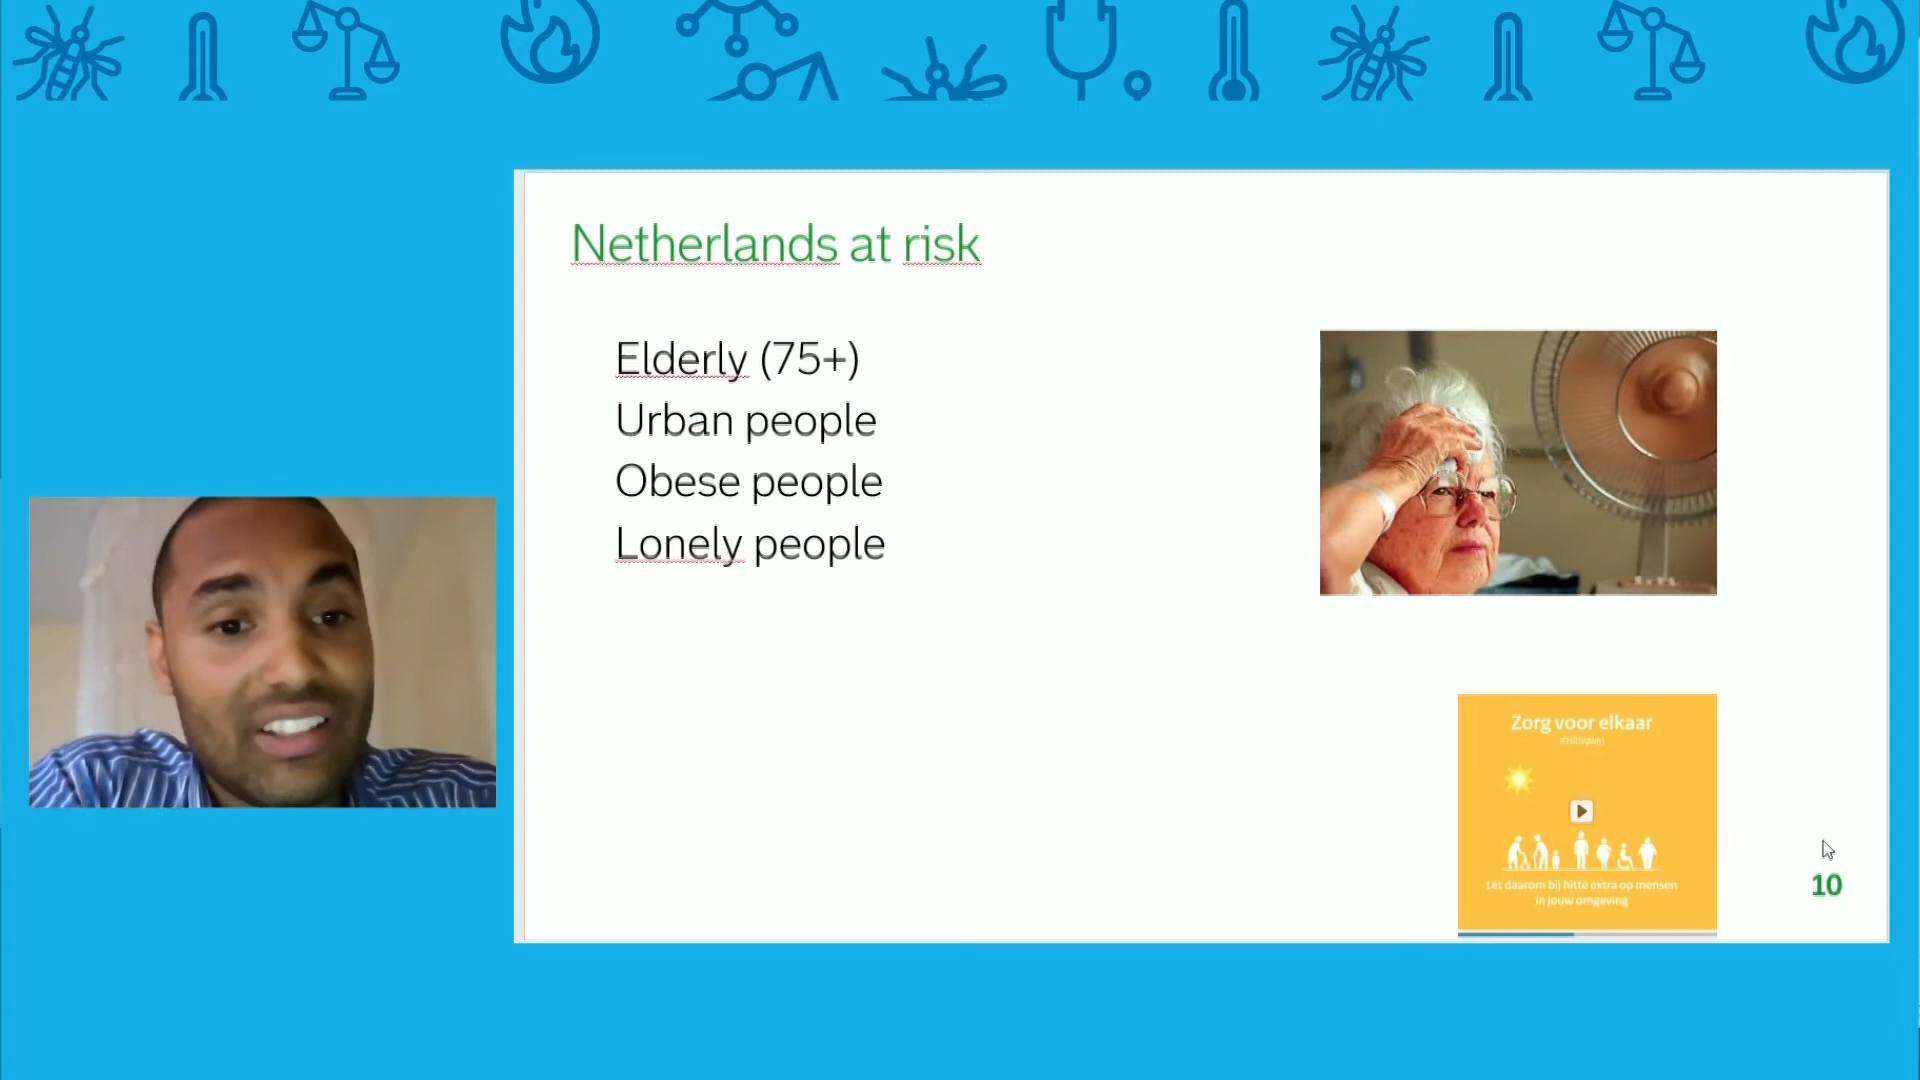 Netherlands at risk
Elderly (75+)
Urban people
Obese people
Lonely people
Zorg voor elkaar
#Hitteplan
Let daarom bij hitte extra op mensen
in jouw omgeving
10